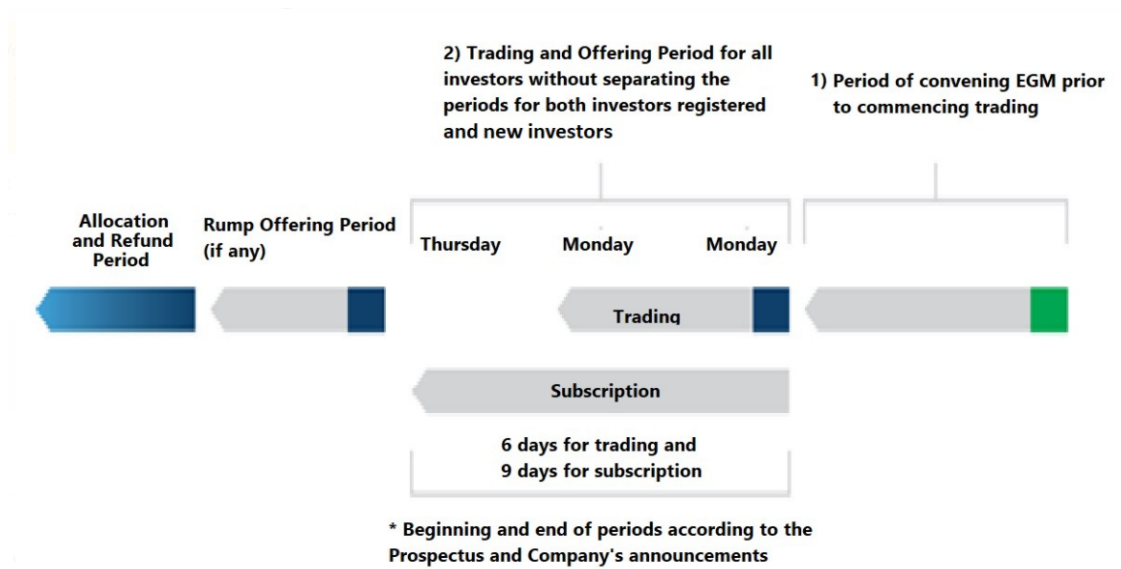 2) Trading and Offering Period for all
investors without separating the
periods for both investors registered
and new investors
1) Period of convening EGM prior
to commencing trading
Allocation
and Refund
Period
Rump Offering Period
(if any)
Thursday
Monday
Monday
Trading
Subscription
6 days for trading and
9 days for subscription
* Beginning and end of periods according to the
Prospectus and Company's announcements